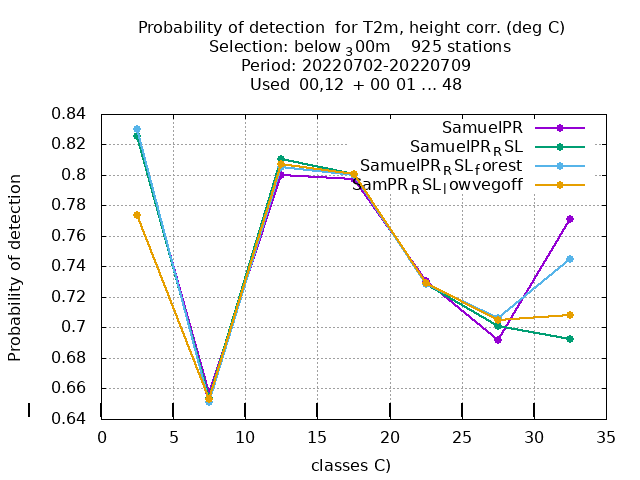 Probability of detection for T2m, height corr. (deg C)
Selection: below ₃00m 925 stations
Period: 20220702-20220709
Used 00,12 + 00 01 ... 48
SamuelPR
SamuelPR_RSL
SamuelPR_RSL_forest
SamPR_RSL_lowvegoff
Probability of detection
0.84
0.82
0.8
0.78
0.76
0.74
0.72
0.7
0.68
0.66
0.64
0 5 10 15 20 25 30 35
classes C)